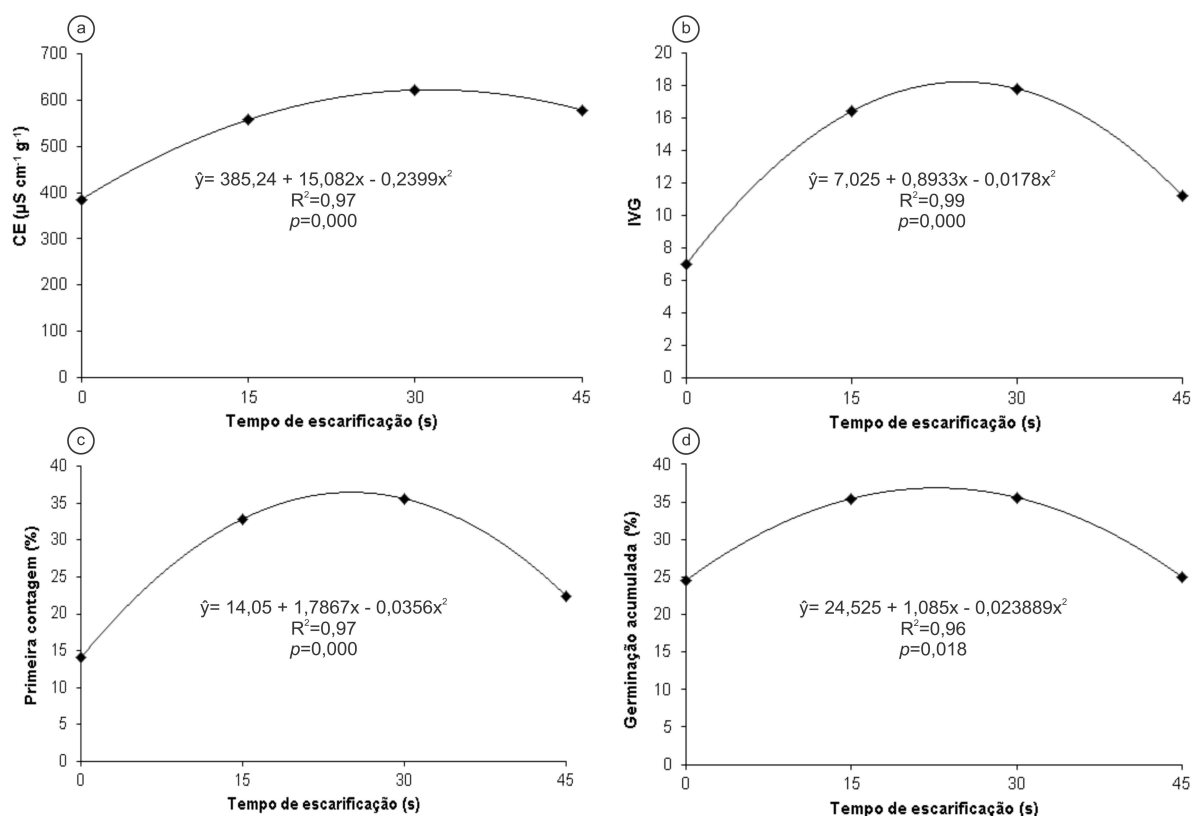 a
700
600
500
400
300
200
100
0
CE (µS cm⁻¹ g⁻¹)
ŷ= 385,24 + 15,082x - 0,2399x²
R²=0,97
p=0,000
0 15 30 45
Tempo de escarificação (s)
b
20
18
16
14
12
10
8
6
4
2
0
IVG
ŷ= 7,025 + 0,8933x - 0,0178x²
R²=0,99
p=0,000
0 15 30 45
Tempo de escarificação (s)
c
40
35
30
25
20
15
10
5
0
Primeira contagem (%)
ŷ= 14,05 + 1,7867x - 0,0356x²
R²=0,97
p=0,000
0 15 30 45
Tempo de escarificação (s)
d
40
35
30
25
20
15
10
5
0
Germinação acumulada (%)
ŷ= 24,525 + 1,085x - 0,023889x²
R²=0,96
p=0,018
0 15 30 45
Tempo de escarificação (s)